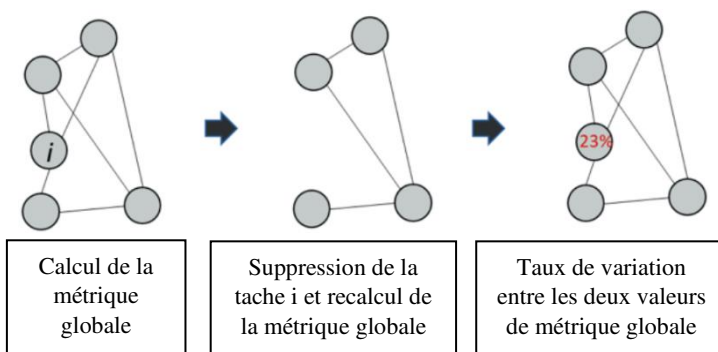 i
23%
Calcul de la
métrique
globale
Suppression de la
tache i et recalcul de
la métrique globale
Taux de variation
entre les deux valeurs
de métrique globale